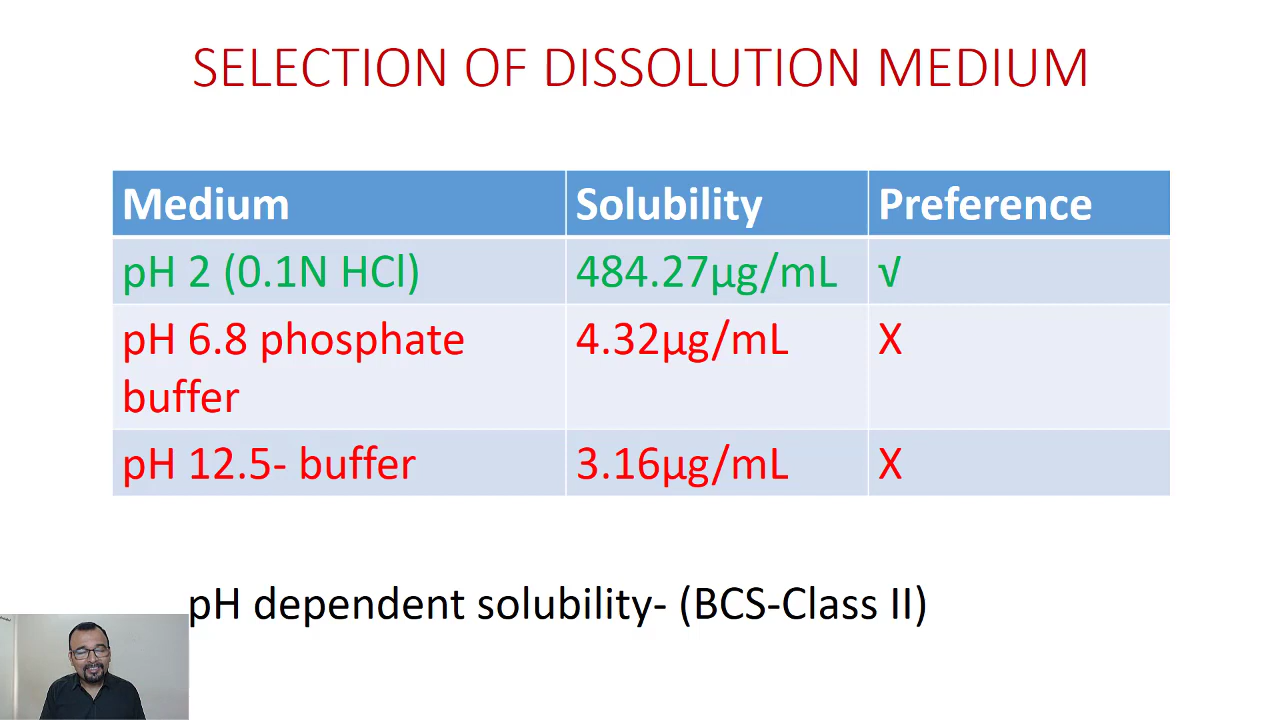 SELECTION OF DISSOLUTION MEDIUM
Medium Solubility Preference
pH 2 (0.1N HCl) 484.27µg/mL √
pH 6.8 phosphate 4.32µg/mL X
buffer
pH 12.5- buffer 3.16µg/mL X
pH dependent solubility- (BCS-Class II)